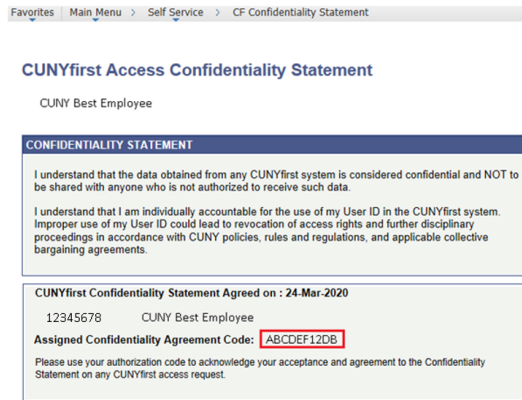 Favorites Main Menu > Self Service > CF Confidentiality Statement
CUNYfirst Access Confidentiality Statement
CUNY Best Employee
CONFIDENTIALITY STATEMENT
I understand that the data obtained from any CUNYfirst system is considered confidential and NOT to
be shared with anyone who is not authorized to receive such data.
I understand that I am individually accountable for the use of my User ID in the CUNYfirst system.
Improper use of my User ID could lead to revocation of access rights and further disciplinary
proceedings in accordance with CUNY policies, rules and regulations, and applicable collective
bargaining agreements.
CUNYfirst Confidentiality Statement Agreed on : 24-Mar-2020
12345678 CUNY Best Employee
Assigned Confidentiality Agreement Code: ABCDEF12DB
Please use your authorization code to acknowledge your acceptance and agreement to the Confidentiality
Statement on any CUNYfirst access request.